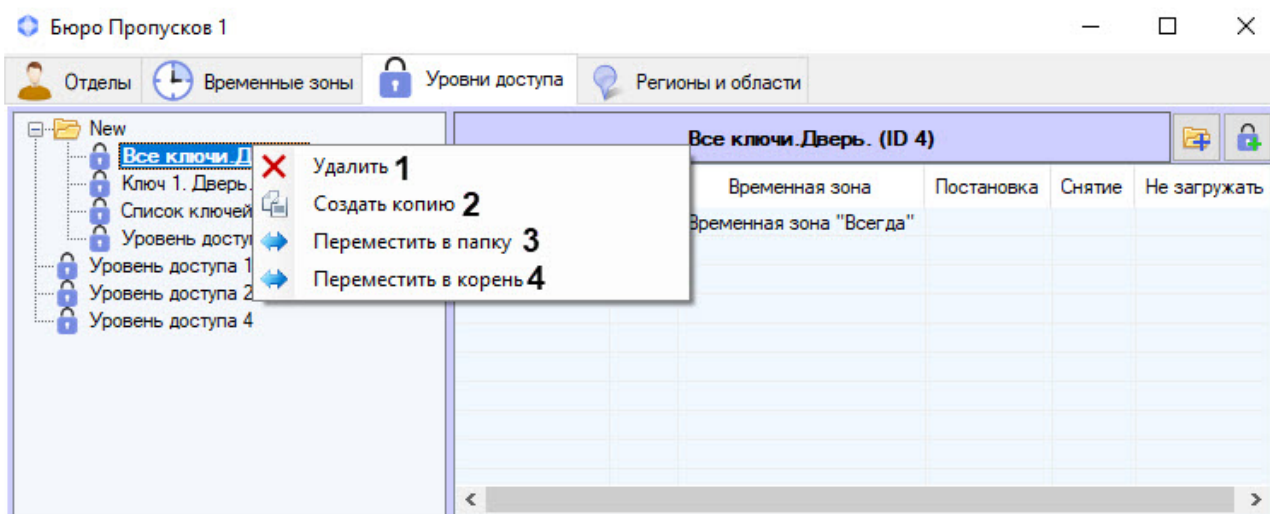 Бюро Пропусков 1
Отделы Временные зоны Уровни доступа Регионы и области
New
Все ключи.Дверь. (ID 4)
Все ключи.Д
Удалить 1
Ключ 1. Дверь.
Временная зона Постановка Снятие Не загружать
Список ключей
Создать копию 2
Временная зона "Всегда"
Уровень досту
Переместить в папку 3
Уровень доступа 1
Переместить в корень 4
Уровень доступа 2
Уровень доступа 4